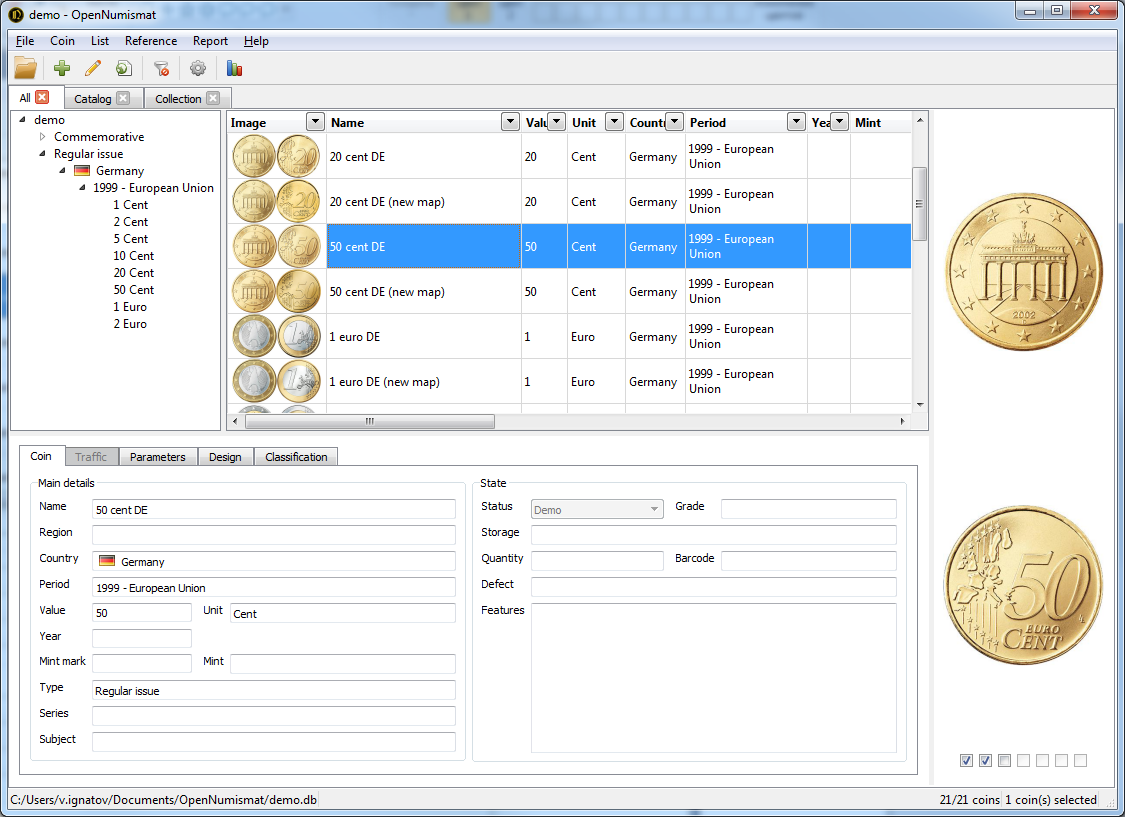 demo - OpenNumismat
File Coin List Reference Report Help
All Catalog Collection
demo
Commemorative
Regular issue
Germany
1999 - European Union
1 Cent
2 Cent
5 Cent
10 Cent
20 Cent
50 Cent
1 Euro
2 Euro
Image Name Valu Unit Country Period Yea Mint
20 cent DE 20 Cent Germany 1999 - European
Union
20 cent DE (new map) 20 Cent Germany 1999 - European
Union
50 cent DE 50 Cent Germany 1999 - European
Union
50 cent DE (new map) 50 Cent Germany 1999 - European
Union
1 euro DE 1 Euro Germany 1999 - European
Union
1 euro DE (new map) 1 Euro Germany 1999 - European
Union
Coin Traffic Parameters Design Classification
Main details
Name 50 cent DE
Region
Country Germany
Period 1999 - European Union
Value 50 Unit Cent
Year
Mint mark Mint
Type Regular issue
Series
Subject
State
Status Demo Grade
Storage
Quantity Barcode
Defect
Features
2002
50
EURO
CENT
C:/Users/v.ignatov/Documents/OpenNumismat/demo.db
21/21 coins 1 coin(s) selected